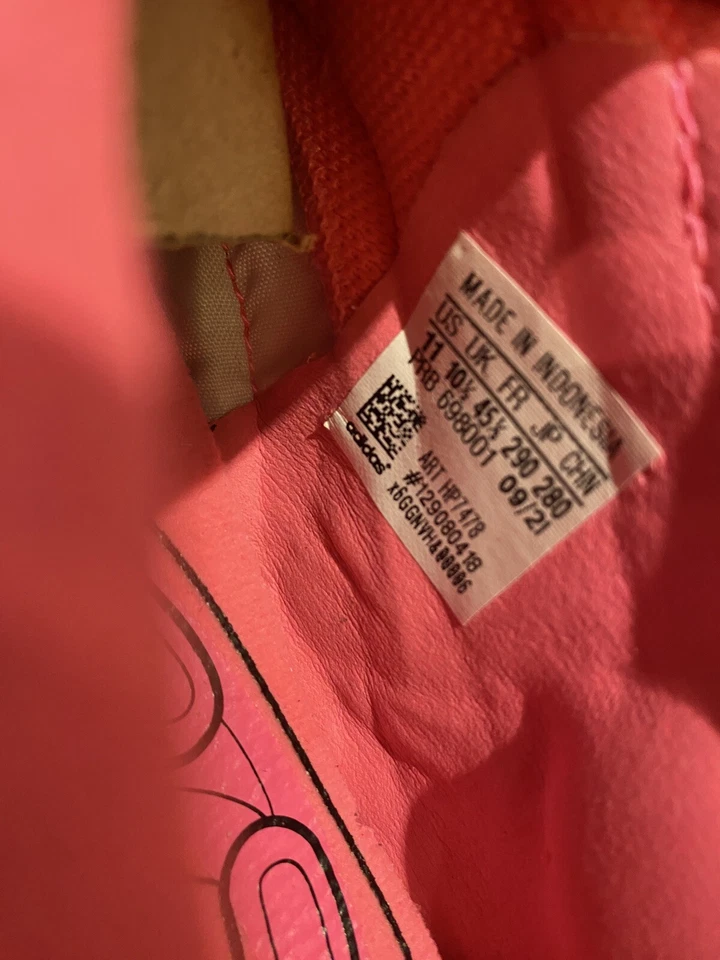 MADE IN INDONESIA
US UK FR JP CHN
11 10½ 45⅓ 290 280
PRB 698001 09/21
ART HP7478
#129080418
adidas